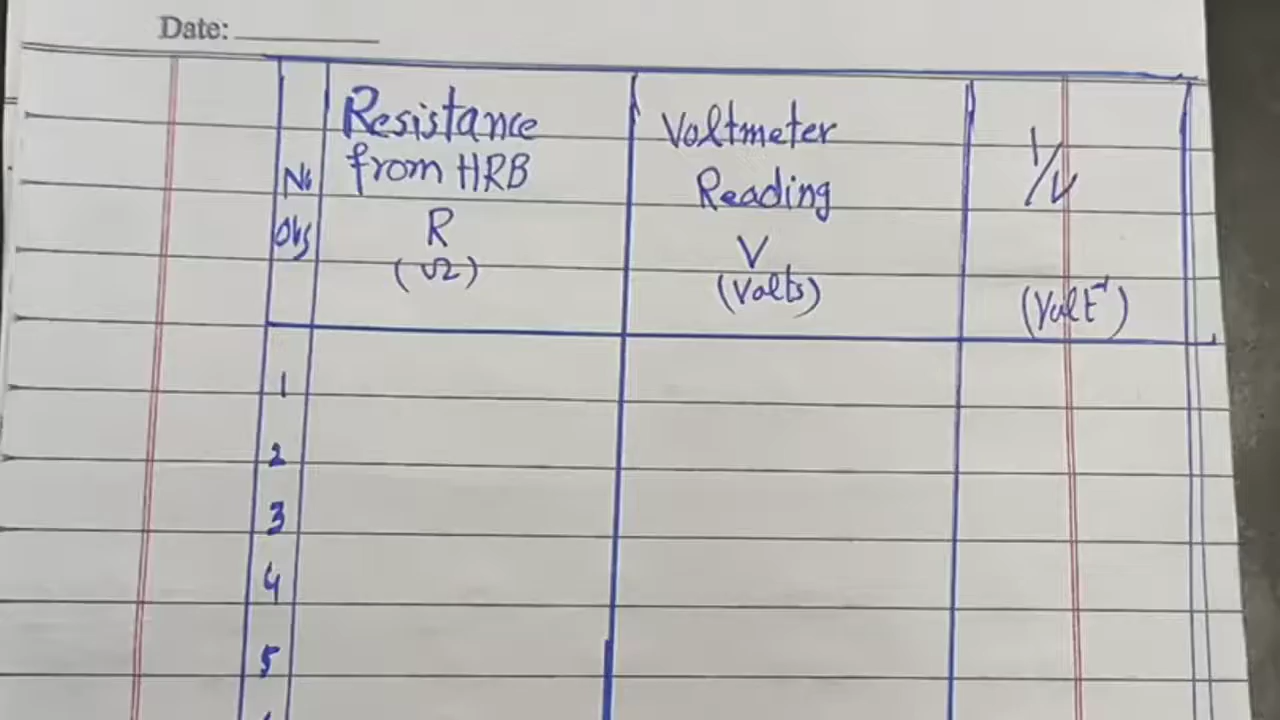 Date:
No
Obs
Resistance
from HRB
R
(Ω)
Voltmeter
Reading
V
(Volts)
1/V
(Volt⁻¹)
1
2
3
4
5